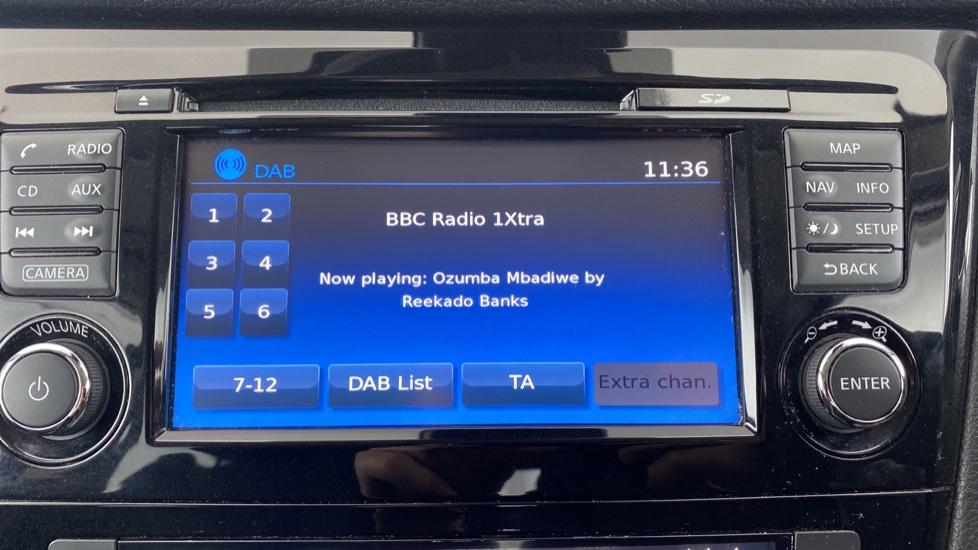 SD
RADIO
MAP
DAB
11:36
CD AUX
NAV INFO
1 2
BBC Radio 1Xtra
SETUP
3 4
CAMERA
BACK
Now playing: Ozumba Mbadiwe by
Reekado Banks
5 6
VOLUME
7-12
DAB List
TA
Extra chan.
ENTER